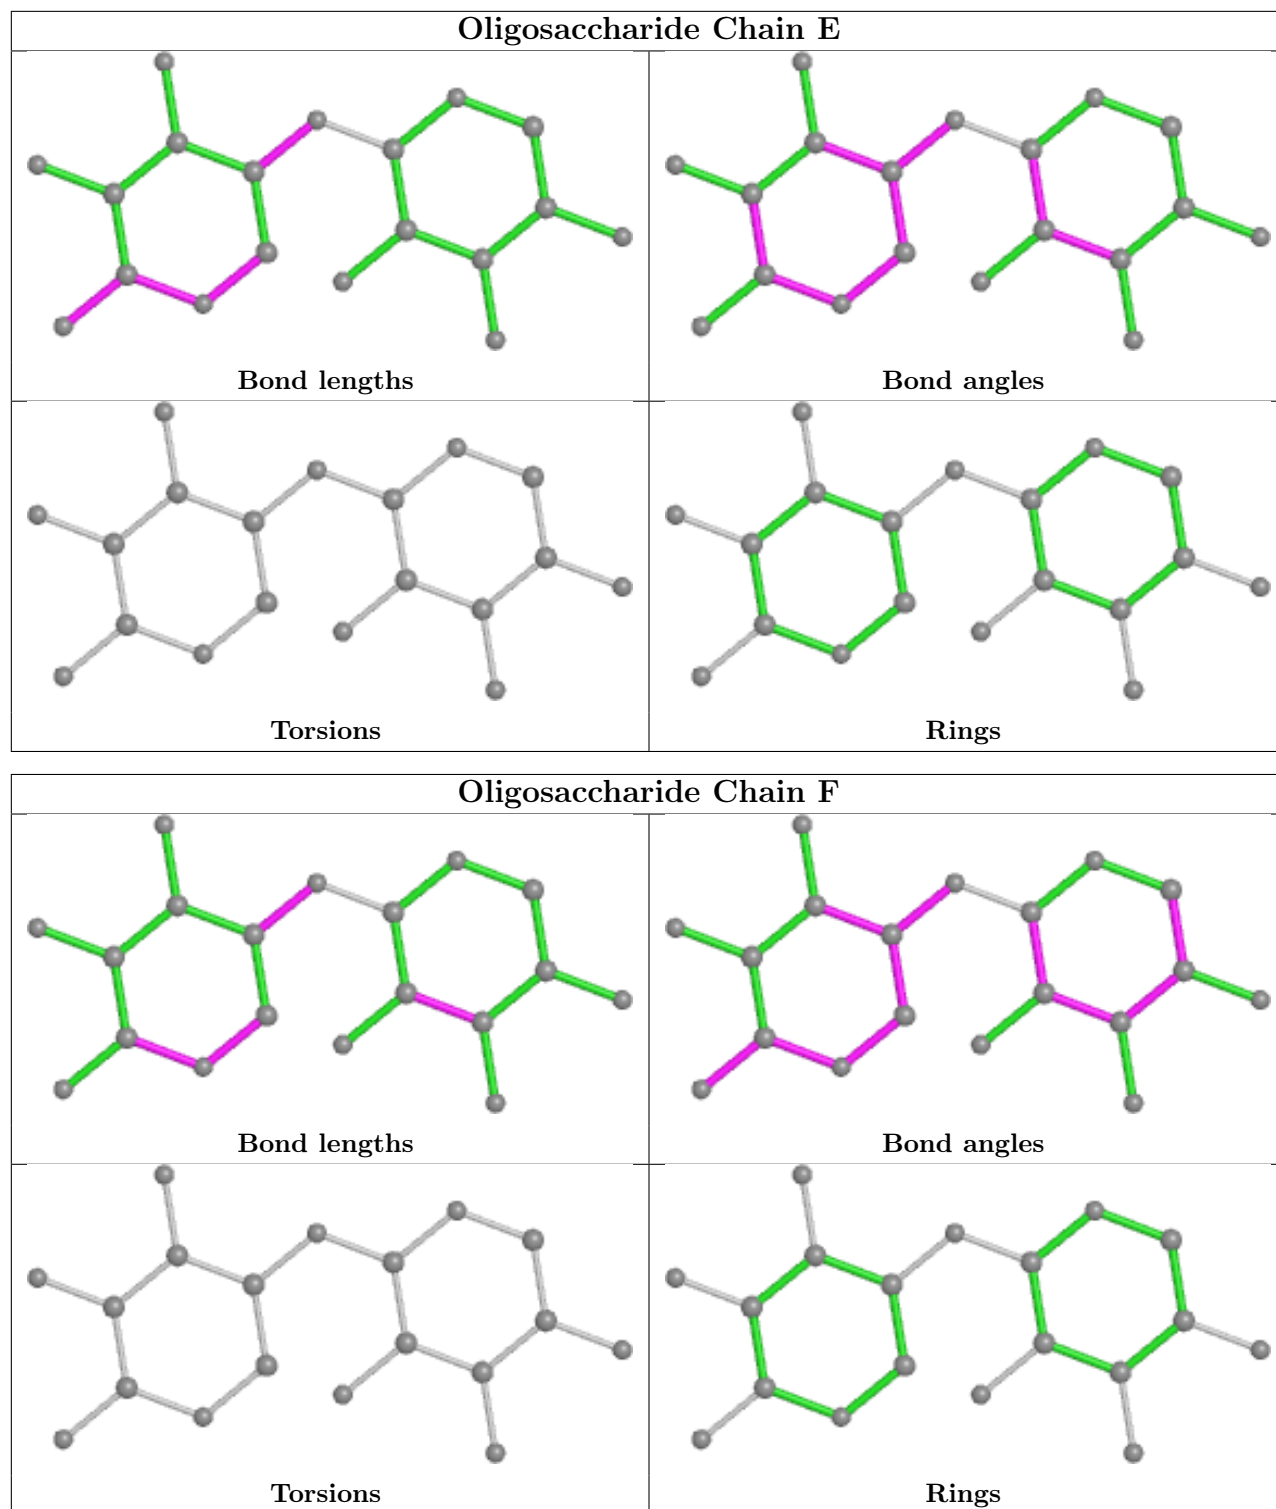 Oligosaccharide Chain E
Bond lengths
Bond angles
Torsions
Rings
Oligosaccharide Chain F
Bond lengths
Bond angles
Torsions
Rings